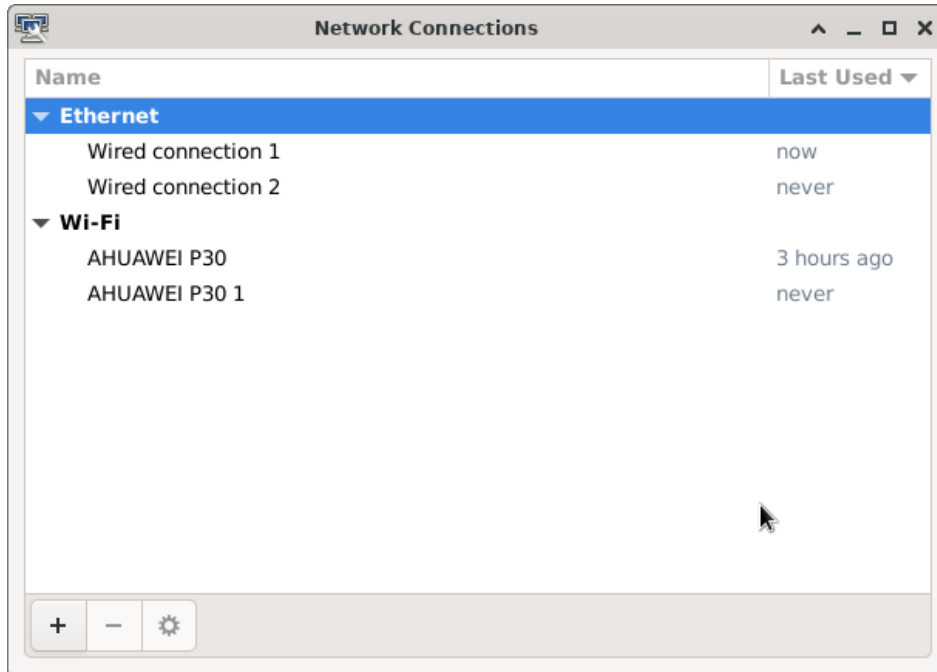 Network Connections
Name Last Used
Ethernet
Wired connection 1 now
Wired connection 2 never
Wi-Fi
AHUAWEI P30 3 hours ago
AHUAWEI P30 1 never